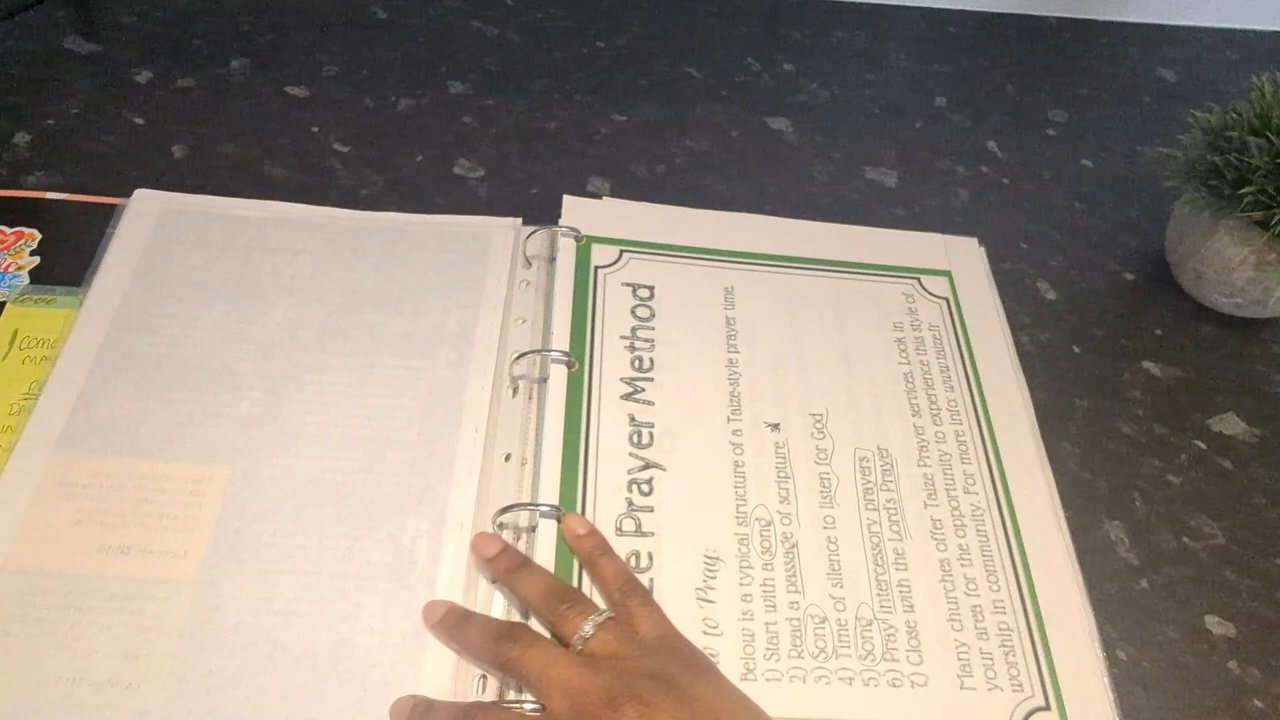 e Prayer Method
to Pray:
Below is a typical structure of a Taize-style prayer time.
1) Start with a song
2) Read a passage of scripture
3) Song
4) Time of silence to listen for God
5) Song
6) Pray! Intercessory prayers
7) Close with the Lord's Prayer
Many churches offer Taize Prayer services. Look in
your area for the opportunity to experience this style of
worship in community. For more info: www.taize.fr
love
come